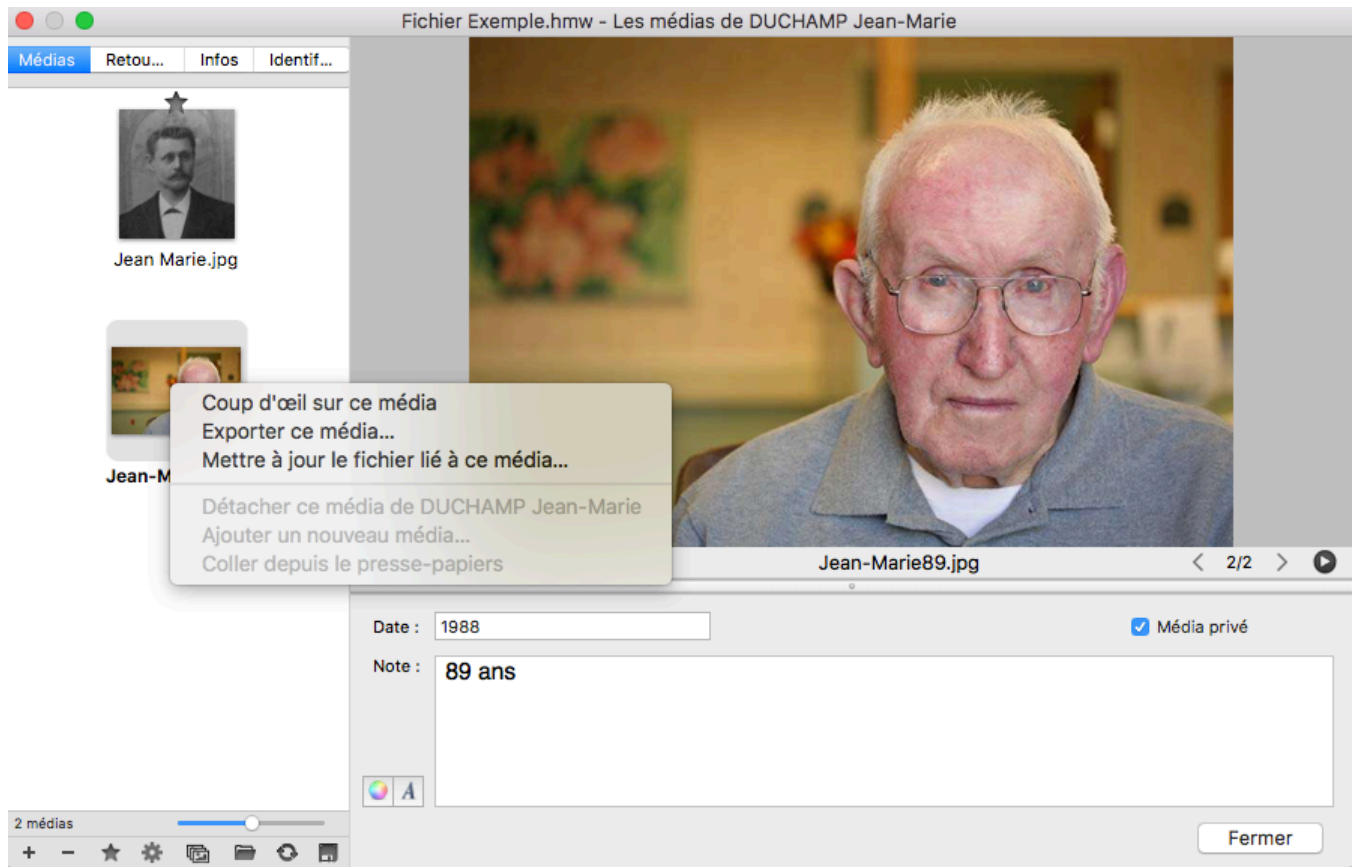 Fichier Exemple.hmw - Les médias de DUCHAMP Jean-Marie
Médias Retou... Infos Identif...
Jean Marie.jpg
Jean-M
Coup d'œil sur ce média
Exporter ce média...
Mettre à jour le fichier lié à ce média...
Détacher ce média de DUCHAMP Jean-Marie
Ajouter un nouveau média...
Coller depuis le presse-papiers
Jean-Marie89.jpg
2/2
Date : 1988
Média privé
Note : 89 ans
A
2 médias
Fermer